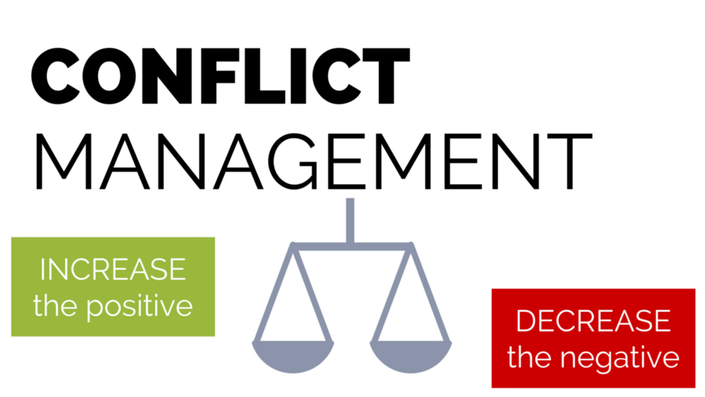 CONFLICT
MANAGEMENT
INCREASE
the positive
DECREASE
the negative